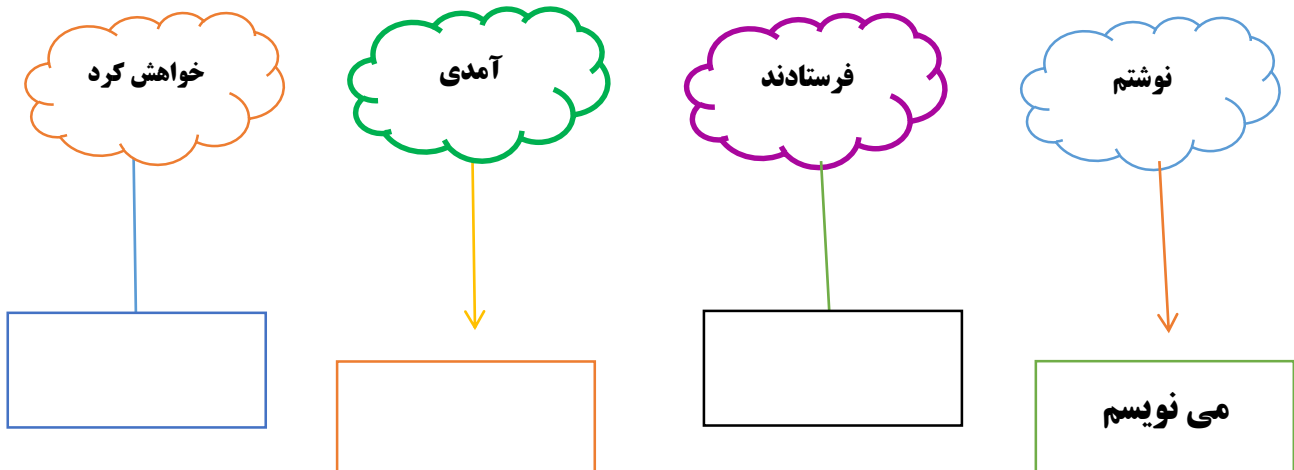 نوشتم
فرستادند
آمدی
خواهش کرد
می نویسم